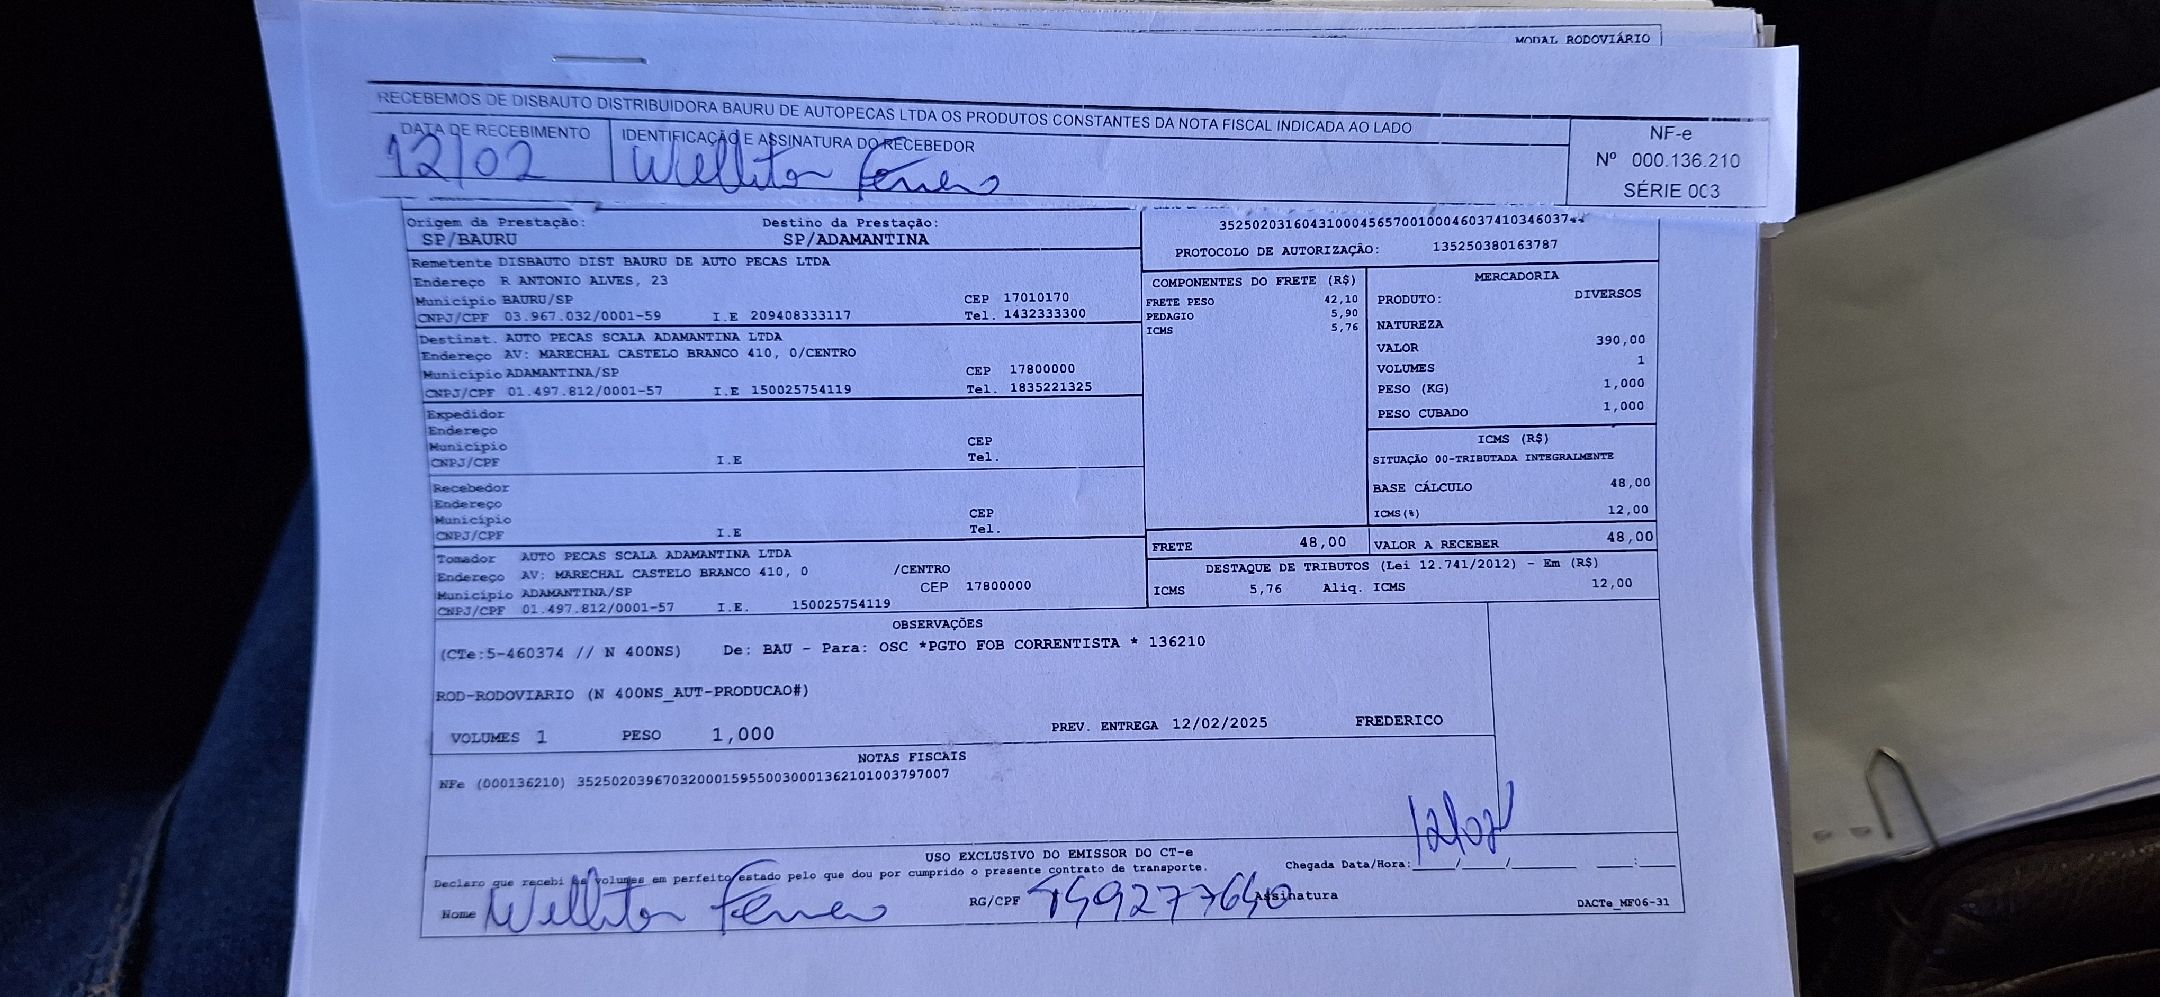 MODAL RODOVIÁRIO
RECEBEMOS DE DISBAUTO DISTRIBUIDORA BAURU DE AUTOPECAS LTDA OS PRODUTOS CONSTANTES DA NOTA FISCAL INDICADA AO LADO
DATA DE RECEBIMENTO IDENTIFICAÇÃO E ASSINATURA DO RECEBEDOR
12/02 Welliton
NF-e
Nº 000.136.210
SÉRIE 003
Origem da Prestação: Destino da Prestação:
SP/BAURU SP/ADAMANTINA
Remetente DISBAUTO DIST BAURU DE AUTO PECAS LTDA
Endereço R ANTONIO ALVES, 23
Município BAURU/SP CEP 17010170
CNPJ/CPF 03.967.032/0001-59 I.E 209408333117 Tel. 1432333300
Destinat. AUTO PECAS SCALA ADAMANTINA LTDA
Endereço AV: MARECHAL CASTELO BRANCO 410, 0/CENTRO
Município ADAMANTINA/SP CEP 17800000
CNPJ/CPF 01.497.812/0001-57 I.E 150025754119 Tel. 1835221325
Expedidor
Endereço
Município CEP
CNPJ/CPF I.E Tel.
Recebedor
Endereço
Município CEP
CNPJ/CPF I.E Tel.
Tomador AUTO PECAS SCALA ADAMANTINA LTDA
Endereço AV: MARECHAL CASTELO BRANCO 410, 0 /CENTRO
Município ADAMANTINA/SP CEP 17800000
CNPJ/CPF 01.497.812/0001-57 I.E. 150025754119
PROTOCOLO DE AUTORIZAÇÃO: 135250380163787
COMPONENTES DO FRETE (R$)
FRETE PESO 42,10
PEDAGIO 5,90
ICMS 5,76
MERCADORIA
PRODUTO: DIVERSOS
NATUREZA
VALOR 390,00
VOLUMES 1
PESO (KG) 1,000
PESO CUBADO 1,000
ICMS (R$)
SITUAÇÃO 00-TRIBUTADA INTEGRALMENTE
BASE CÁLCULO 48,00
ICMS(%) 12,00
FRETE 48,00 VALOR A RECEBER 48,00
DESTAQUE DE TRIBUTOS (Lei 12.741/2012) - Em (R$)
ICMS 5,76 Aliq. ICMS 12,00
OBSERVAÇÕES
(CTe:5-460374 // N 400NS) De: BAU - Para: OSC *PGTO FOB CORRENTISTA * 136210
ROD-RODOVIARIO (N 400NS_AUT-PRODUCAO#)
VOLUMES 1 PESO 1,000 PREV. ENTREGA 12/02/2025 FREDERICO
NOTAS FISCAIS
NFe (000136210) 35250203967032000159550030001362101003797007
USO EXCLUSIVO DO EMISSOR DO CT-e
Declaro que recebi os volumes em perfeito estado pelo que dou por cumprido o presente contrato de transporte.
Chegada Data/Hora: 12/02
Nome Welliton RG/CPF Assinatura
DACTe_MF06-31